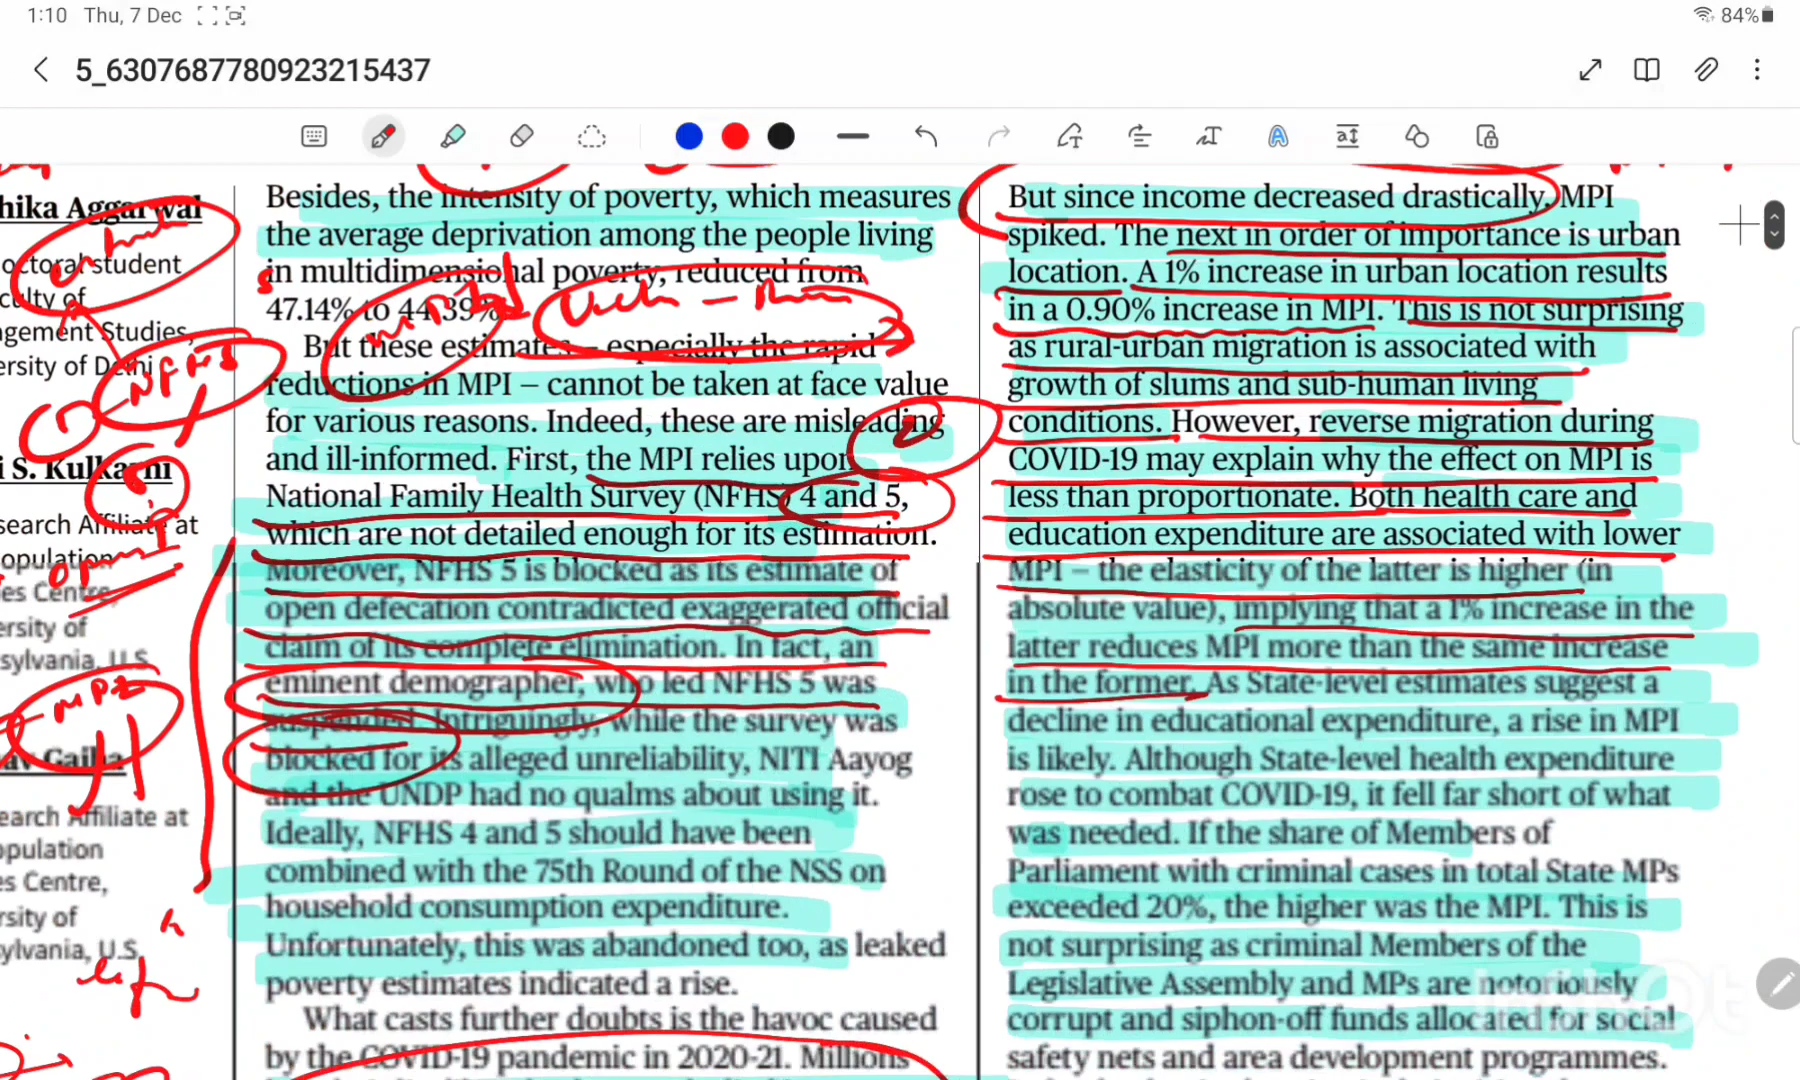 1:10 Thu, 7 Dec
84%
5_6307687780923215437
hika Aggarwal
octoral student
culty of
agement Studies,
ersity of Delhi
i S. Kulkarni
search Affiliate at
opulation
es Centre,
ersity of
sylvania, U.S.
av Gaiha
earch Affiliate at
opulation
es Centre,
rsity of
sylvania, U.S.
NFHS
MPI
Besides, the intensity of poverty, which measures
the average deprivation among the people living
in multidimensional poverty, reduced from
47.14% to 44.39%.
But these estimates – especially the rapid
reductions in MPI – cannot be taken at face value
for various reasons. Indeed, these are misleading
and ill-informed. First, the MPI relies upon
National Family Health Survey (NFHS) 4 and 5,
which are not detailed enough for its estimation.
Moreover, NFHS 5 is blocked as its estimate of
open defecation contradicted exaggerated official
claim of its complete elimination. In fact, an
eminent demographer, who led NFHS 5 was
suspended. Intriguingly, while the survey was
blocked for its alleged unreliability, NITI Aayog
and the UNDP had no qualms about using it.
Ideally, NFHS 4 and 5 should have been
combined with the 75th Round of the NSS on
household consumption expenditure.
Unfortunately, this was abandoned too, as leaked
poverty estimates indicated a rise.
What casts further doubts is the havoc caused
by the COVID-19 pandemic in 2020-21. Millions
But since income decreased drastically, MPI
spiked. The next in order of importance is urban
location. A 1% increase in urban location results
in a 0.90% increase in MPI. This is not surprising
as rural-urban migration is associated with
growth of slums and sub-human living
conditions. However, reverse migration during
COVID-19 may explain why the effect on MPI is
less than proportionate. Both health care and
education expenditure are associated with lower
MPI – the elasticity of the latter is higher (in
absolute value), implying that a 1% increase in the
latter reduces MPI more than the same increase
in the former. As State-level estimates suggest a
decline in educational expenditure, a rise in MPI
is likely. Although State-level health expenditure
rose to combat COVID-19, it fell far short of what
was needed. If the share of Members of
Parliament with criminal cases in total State MPs
exceeded 20%, the higher was the MPI. This is
not surprising as criminal Members of the
Legislative Assembly and MPs are notoriously
corrupt and siphon-off funds allocated for social
safety nets and area development programmes.